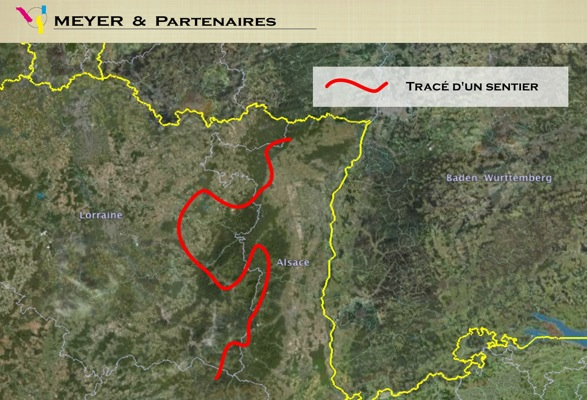 MEYER & PARTENAIRES
TRACÉ D'UN SENTIER
Baden-Württemberg
Lorraine
Alsace